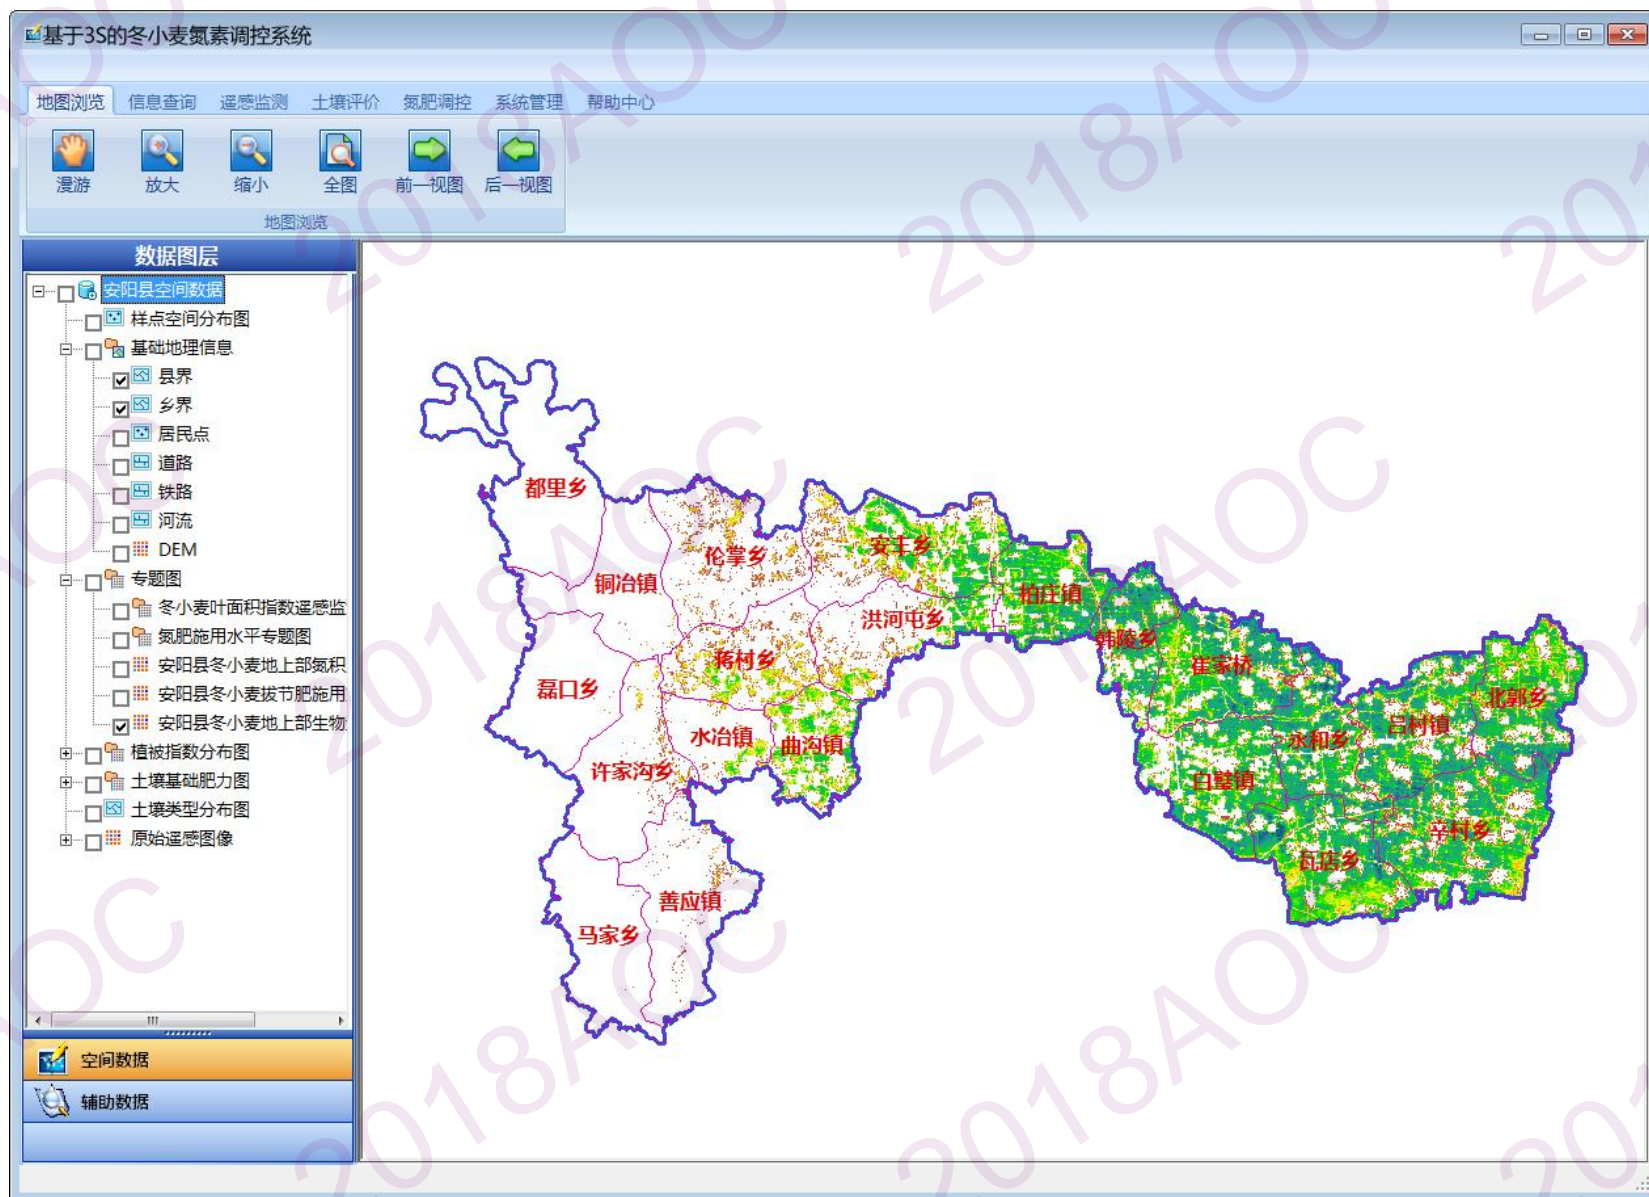 基于3S的冬小麦氮素调控系统
地图浏览 信息查询 遥感监测 土壤评价 氮肥调控 系统管理 帮助中心
漫游 放大 缩小 全图 前一视图 后一视图
地图浏览
数据图层
安阳县空间数据
样点空间分布图
基础地理信息
县界
乡界
居民点
道路
铁路
河流
DEM
专题图
冬小麦叶面积指数遥感监
氮肥施用水平专题图
安阳县冬小麦地上部氮积
安阳县冬小麦拔节肥施用
安阳县冬小麦地上部生物
植被指数分布图
土壤基础肥力图
土壤类型分布图
原始遥感图像
空间数据
辅助数据
都里乡
铜冶镇
伦掌乡
安丰乡
柏庄镇
洪河屯乡
韩陵乡
蒋村乡
崔家桥
磊口乡
北郭乡
吕村镇
水冶镇
曲沟镇
永和乡
许家沟乡
白璧镇
辛村乡
瓦店乡
善应镇
马家乡
2018AOC